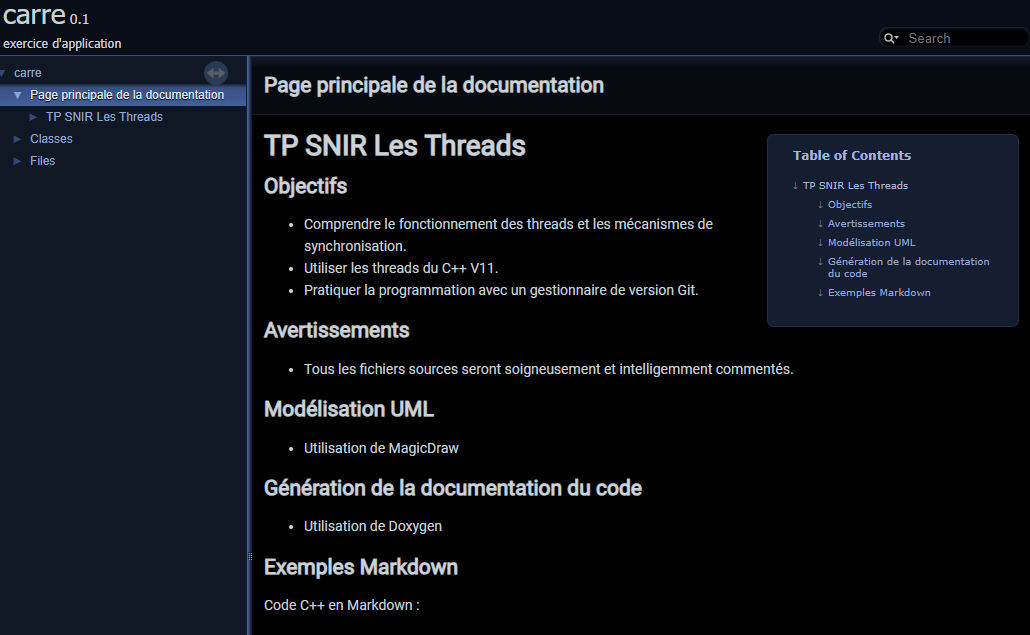 carre 0.1
exercice d'application
Search
carre
Page principale de la documentation
TP SNIR Les Threads
Classes
Files
Page principale de la documentation
TP SNIR Les Threads
Objectifs
Comprendre le fonctionnement des threads et les mécanismes de
synchronisation.
Utiliser les threads du C++ V11.
Pratiquer la programmation avec un gestionnaire de version Git.
Avertissements
Tous les fichiers sources seront soigneusement et intelligemment commentés.
Modélisation UML
Utilisation de MagicDraw
Génération de la documentation du code
Utilisation de Doxygen
Exemples Markdown
Code C++ en Markdown :
Table of Contents
↓ TP SNIR Les Threads
↓ Objectifs
↓ Avertissements
↓ Modélisation UML
↓ Génération de la documentation
du code
↓ Exemples Markdown